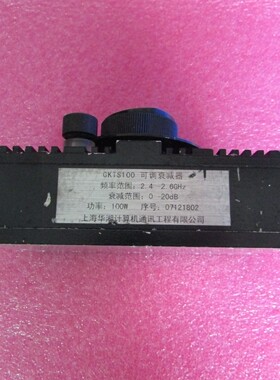 GKTS100 可调衰减器
频率范围：2.4-2.6GHz
衰减范围：0-20dB
功率：100W 序号：07121802
上海华湘计算机通讯工程有限公司